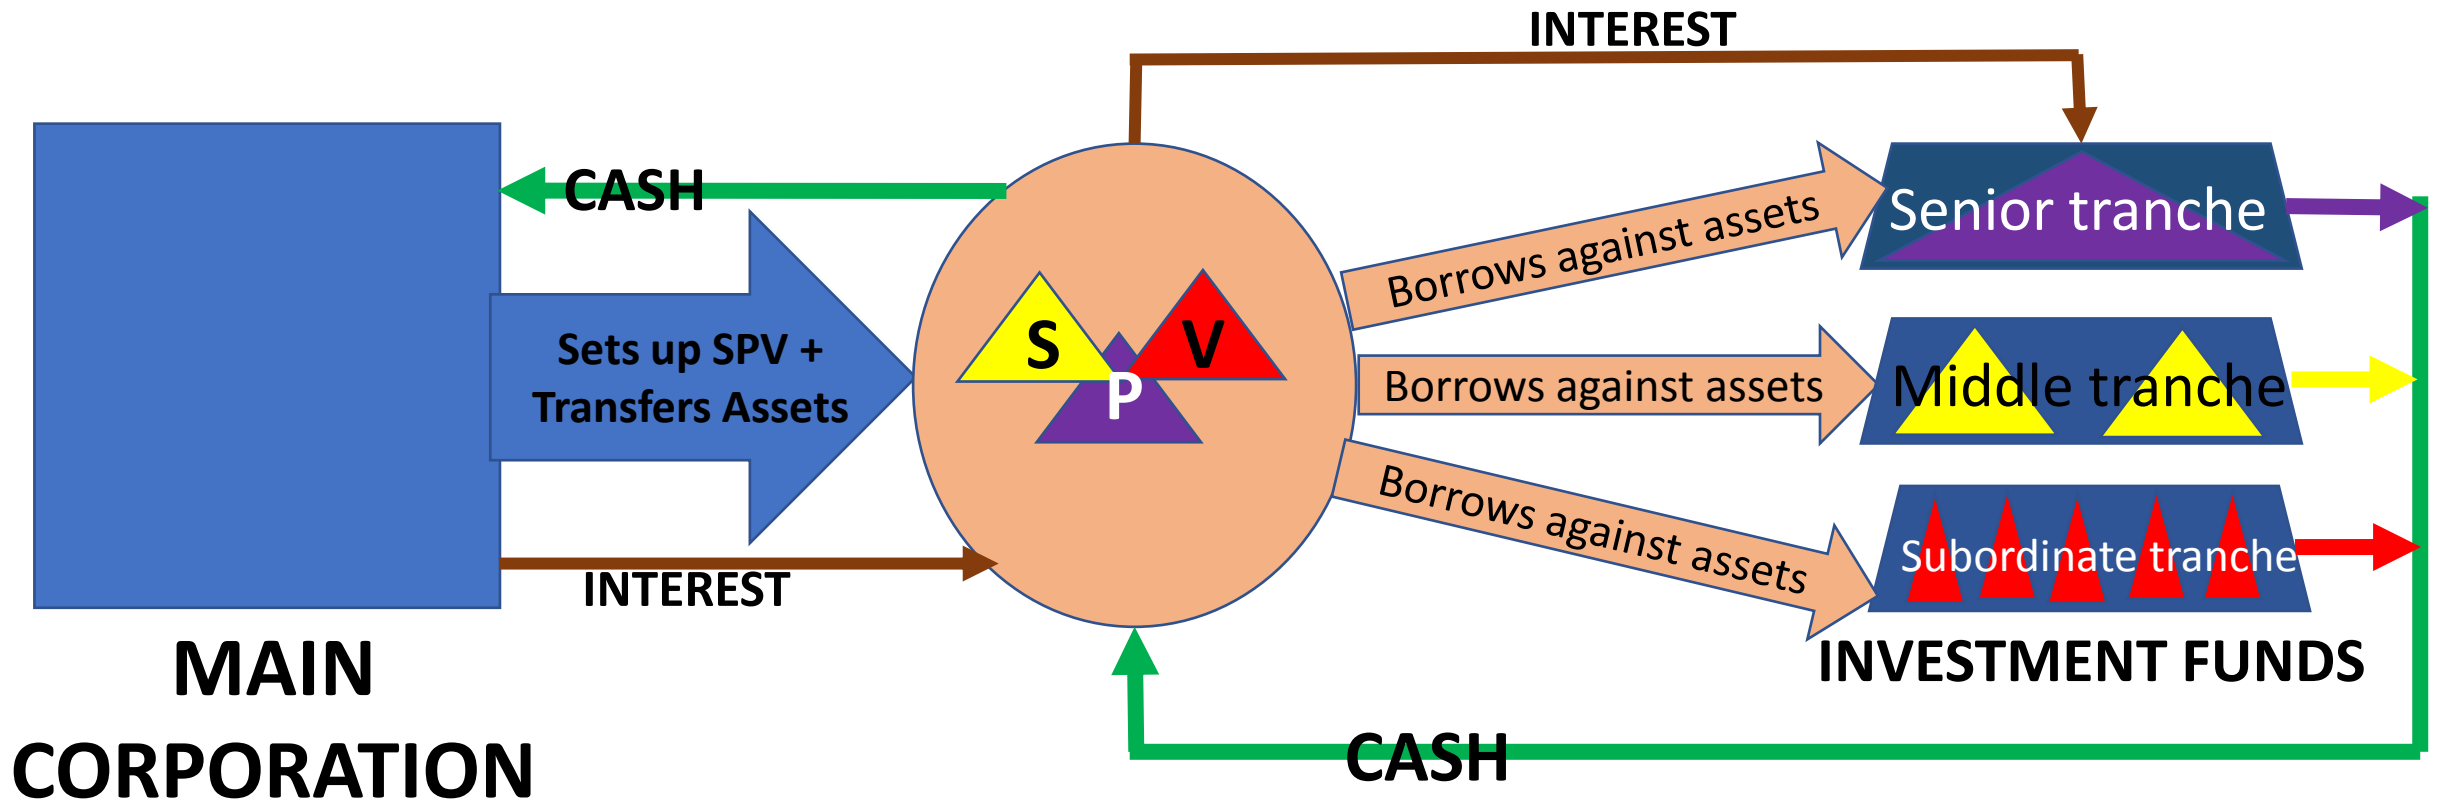 INTEREST
CASH
Senior tranche
Borrows against assets
S
V
P
Sets up SPV +
Transfers Assets
Borrows against assets
Middle tranche
Borrows against assets
Subordinate tranche
INTEREST
MAIN
CORPORATION
INVESTMENT FUNDS
CASH